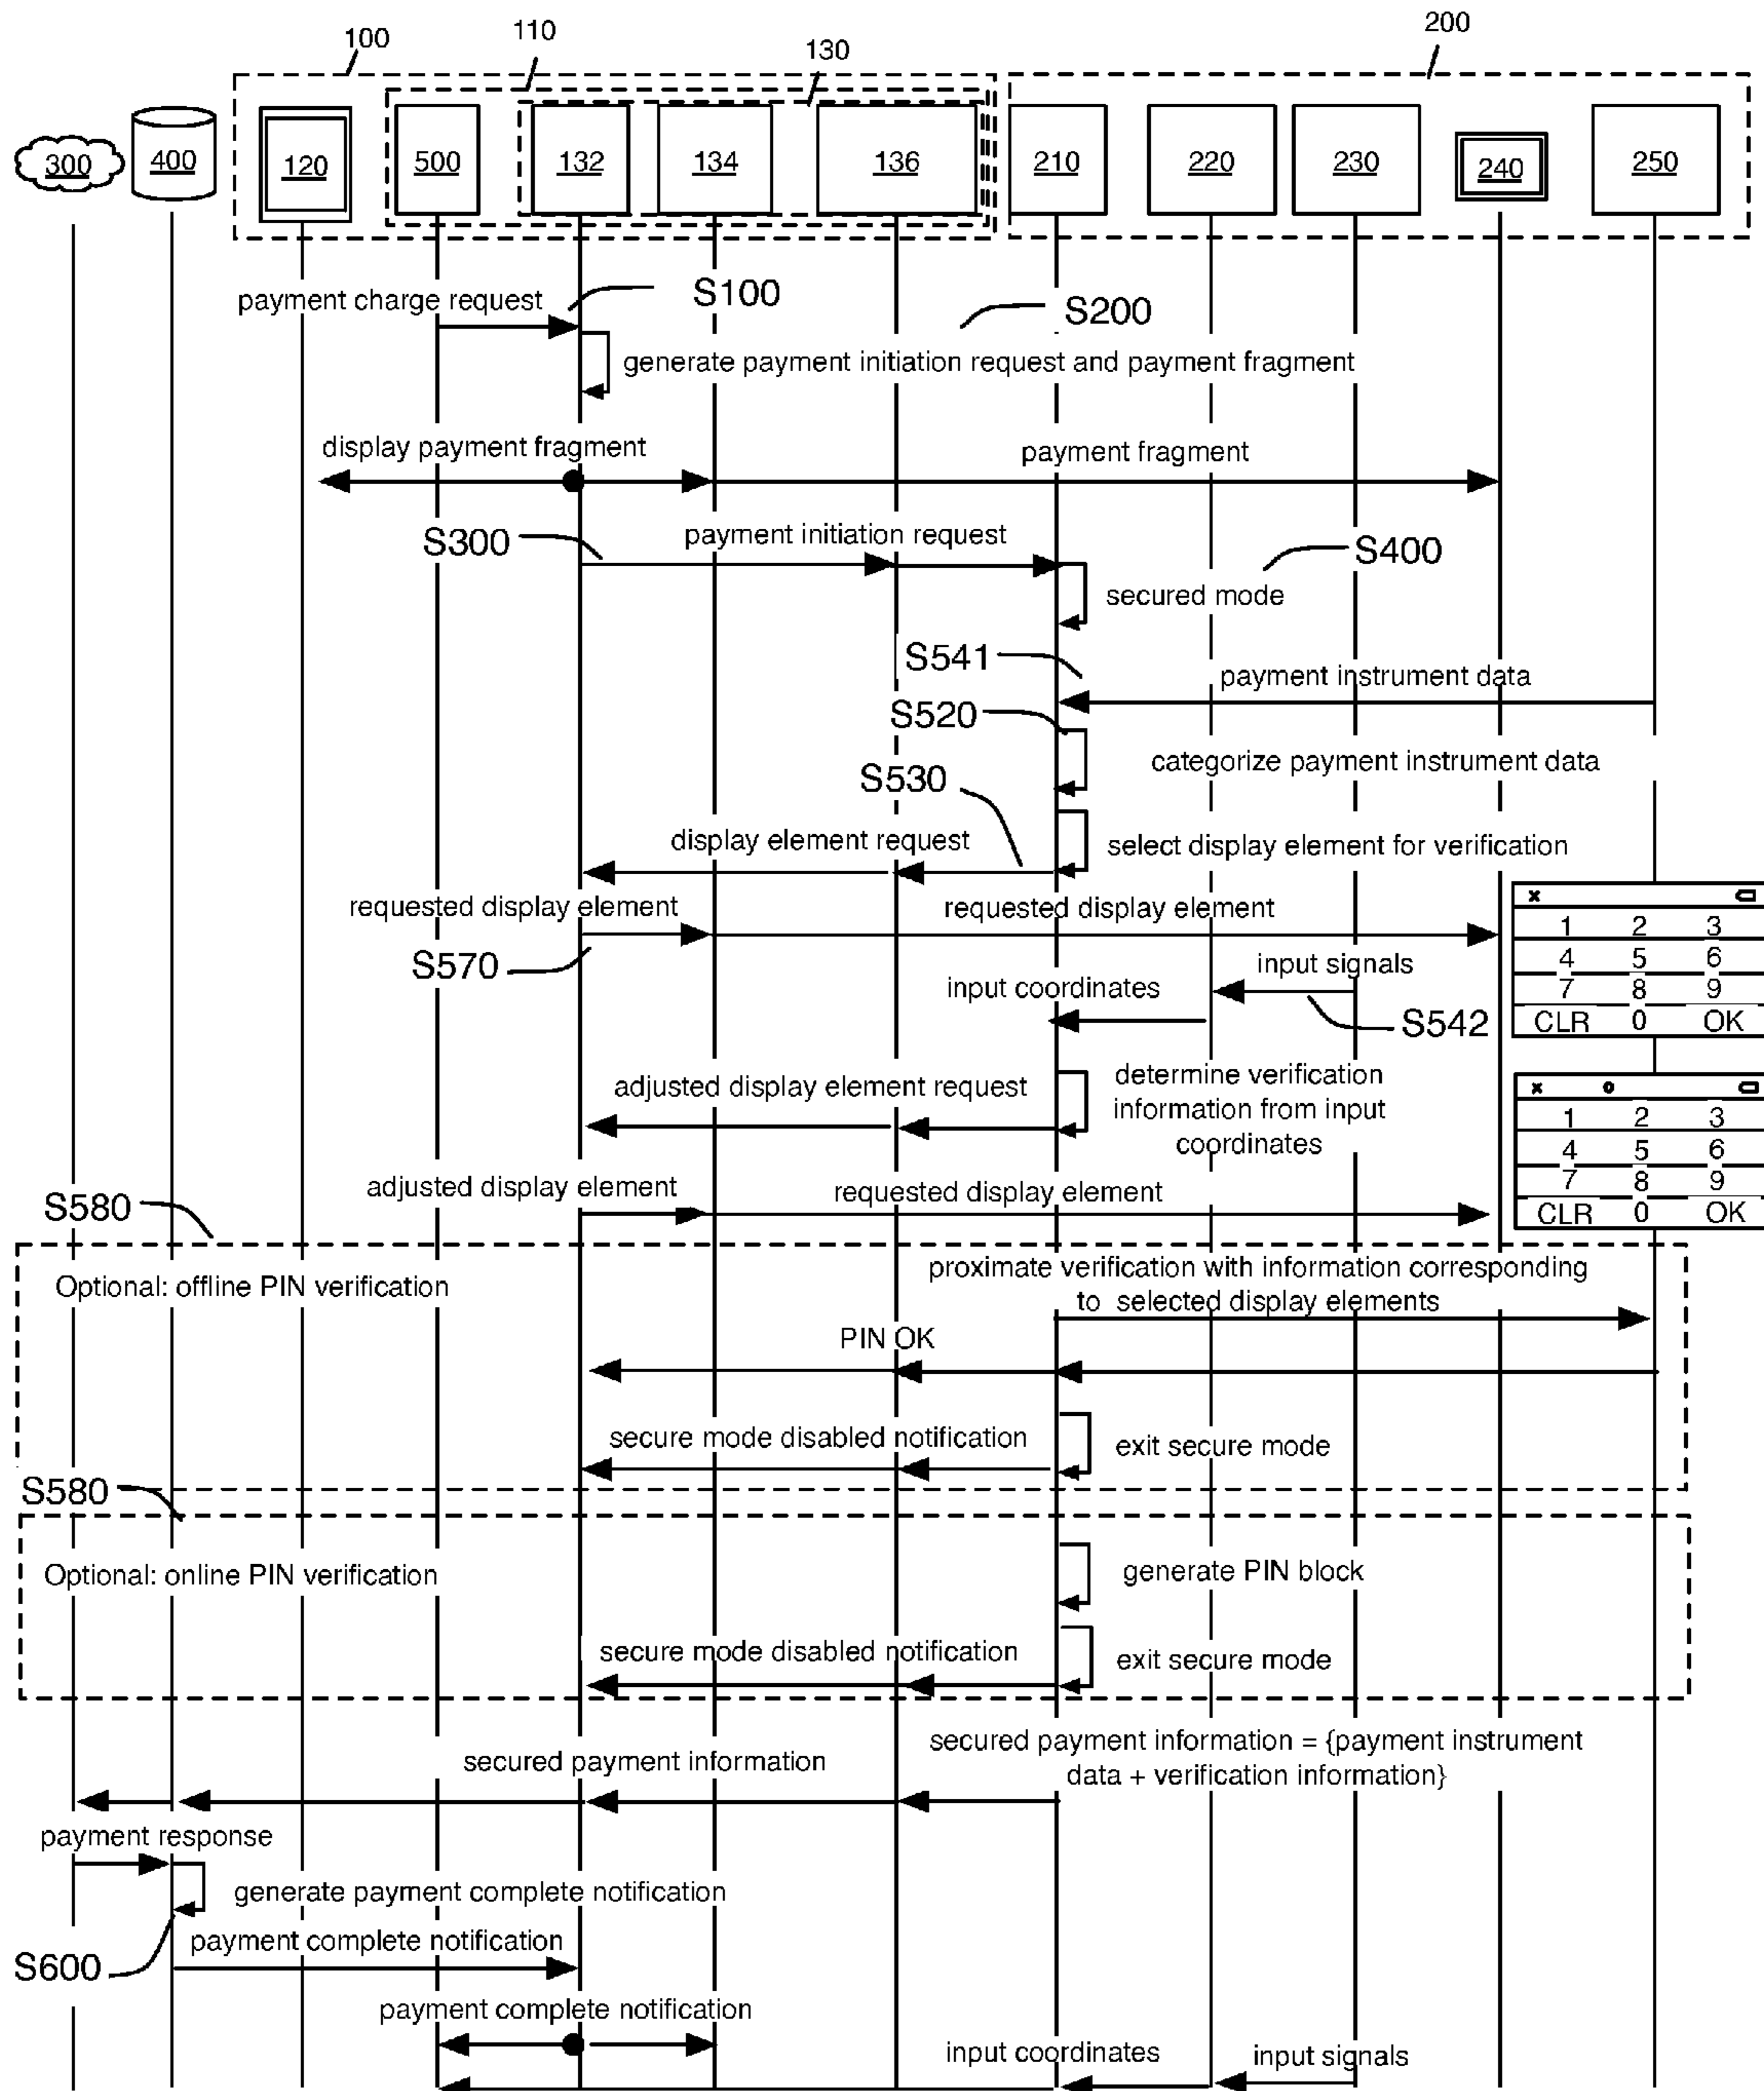 100
110
130
200
300
400
120
500
132
134
136
210
220
230
240
250
payment charge request
S100
S200
generate payment initiation request and payment fragment
display payment fragment
payment fragment
S300
payment initiation request
S400
secured mode
S541
payment instrument data
S520
categorize payment instrument data
S530
display element request
select display element for verification
requested display element
requested display element
x
1 2 3
4 5 6
7 8 9
CLR 0 OK
S570
input signals
input coordinates
S542
adjusted display element request
determine verification
information from input
coordinates
x o
1 2 3
4 5 6
7 8 9
CLR 0 OK
adjusted display element
requested display element
S580
Optional: offline PIN verification
proximate verification with information corresponding
to selected display elements
PIN OK
secure mode disabled notification
exit secure mode
S580
Optional: online PIN verification
generate PIN block
secure mode disabled notification
exit secure mode
secured payment information
secured payment information = {payment instrument
data + verification information}
payment response
generate payment complete notification
S600
payment complete notification
payment complete notification
input coordinates
input signals